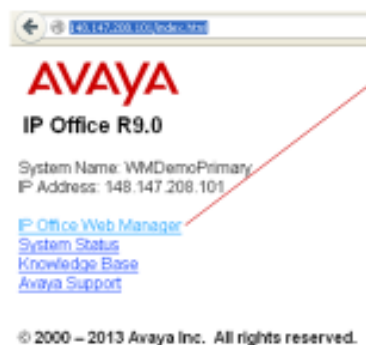 148.147.208.101/index.html
AVAYA
IP Office R9.0
System Name: WMDemoPrimary
IP Address: 148.147.208.101
IP Office Web Manager
System Status
Knowledge Base
Avaya Support
© 2000 – 2013 Avaya Inc. All rights reserved.